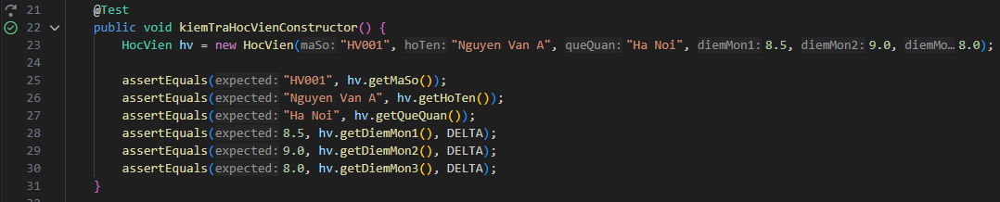 21 @Test
22 public void kiemTraHocVienConstructor() {
23 HocVien hv = new HocVien(maSo: "HV001", hoTen: "Nguyen Van A", queQuan: "Ha Noi", diemMon1: 8.5, diemMon2: 9.0, diemMo… 8.0);
24
25 assertEquals(expected: "HV001", hv.getMaSo());
26 assertEquals(expected: "Nguyen Van A", hv.getHoTen());
27 assertEquals(expected: "Ha Noi", hv.getQueQuan());
28 assertEquals(expected: 8.5, hv.getDiemMon1(), DELTA);
29 assertEquals(expected: 9.0, hv.getDiemMon2(), DELTA);
30 assertEquals(expected: 8.0, hv.getDiemMon3(), DELTA);
31 }